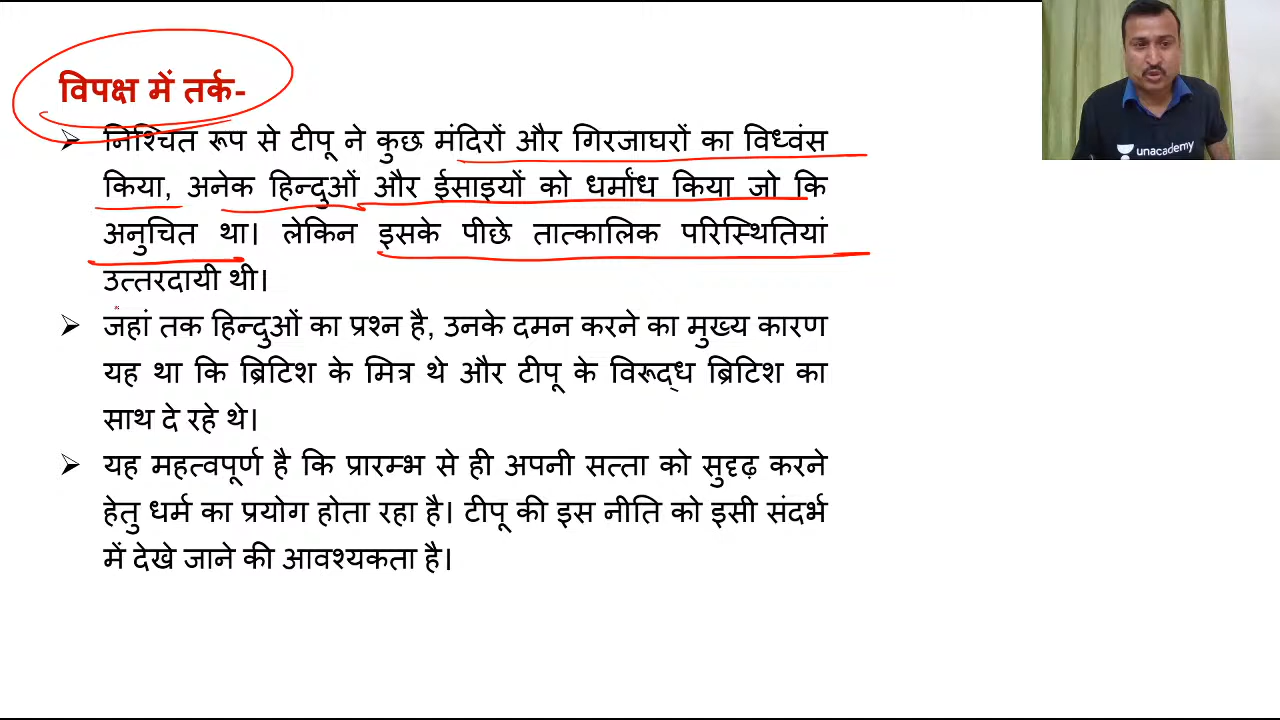 विपक्ष में तर्क-
➢ निश्चित रूप से टीपू ने कुछ मंदिरों और गिरजाघरों का विध्वंस
किया, अनेक हिन्दुओं और ईसाइयों को धर्मांध किया जो कि
अनुचित था। लेकिन इसके पीछे तात्कालिक परिस्थितियां
उत्तरदायी थी।
➢ जहां तक हिन्दुओं का प्रश्न है, उनके दमन करने का मुख्य कारण
यह था कि ब्रिटिश के मित्र थे और टीपू के विरूद्ध ब्रिटिश का
साथ दे रहे थे।
➢ यह महत्वपूर्ण है कि प्रारम्भ से ही अपनी सत्ता को सुदृढ़ करने
हेतु धर्म का प्रयोग होता रहा है। टीपू की इस नीति को इसी संदर्भ
में देखे जाने की आवश्यकता है।
unacademy